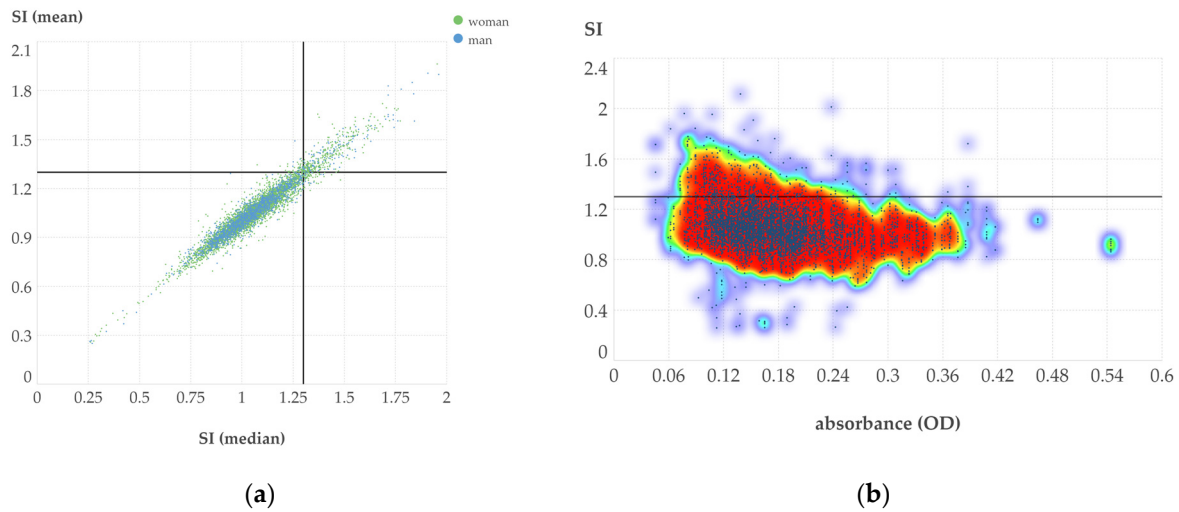 SI (mean)
woman
man
2.1
1.8
1.5
1.2
0.9
0.6
0.3
0
0 0.25 0.5 0.75 1 1.25 1.5 1.75 2
SI (median)
(a)
SI
2.4
2
1.6
1.2
0.8
0.4
0
0 0.06 0.12 0.18 0.24 0.3 0.36 0.42 0.48 0.54 0.6
absorbance (OD)
(b)